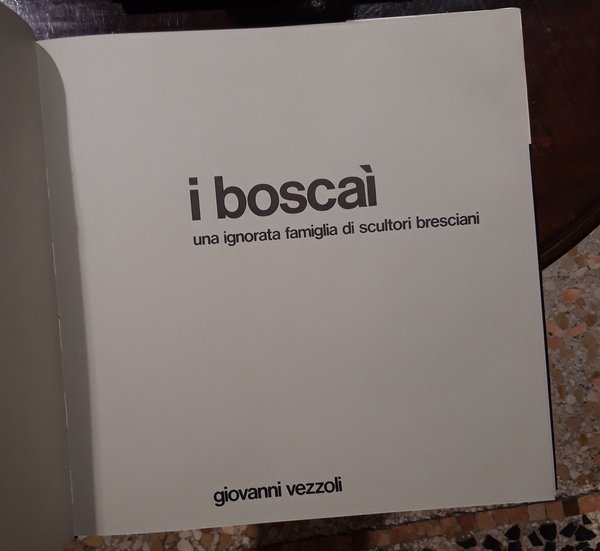 i boscaì
una ignorata famiglia di scultori bresciani
giovanni vezzoli